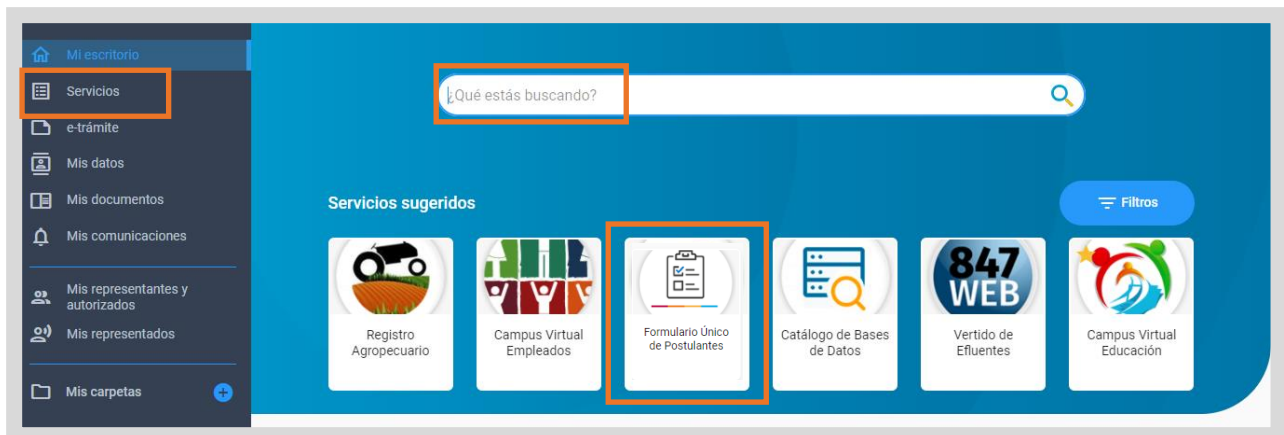 Mi escritorio
Servicios
e-trámite
Mis datos
Mis documentos
Mis comunicaciones
Mis representantes y
autorizados
Mis representados
Mis carpetas
¿Qué estás buscando?
Servicios sugeridos
Filtros
Registro
Agropecuario
Campus Virtual
Empleados
Formulario Único
de Postulantes
Catálogo de Bases
de Datos
847
WEB
Vertido de
Efluentes
Campus Virtual
Educación